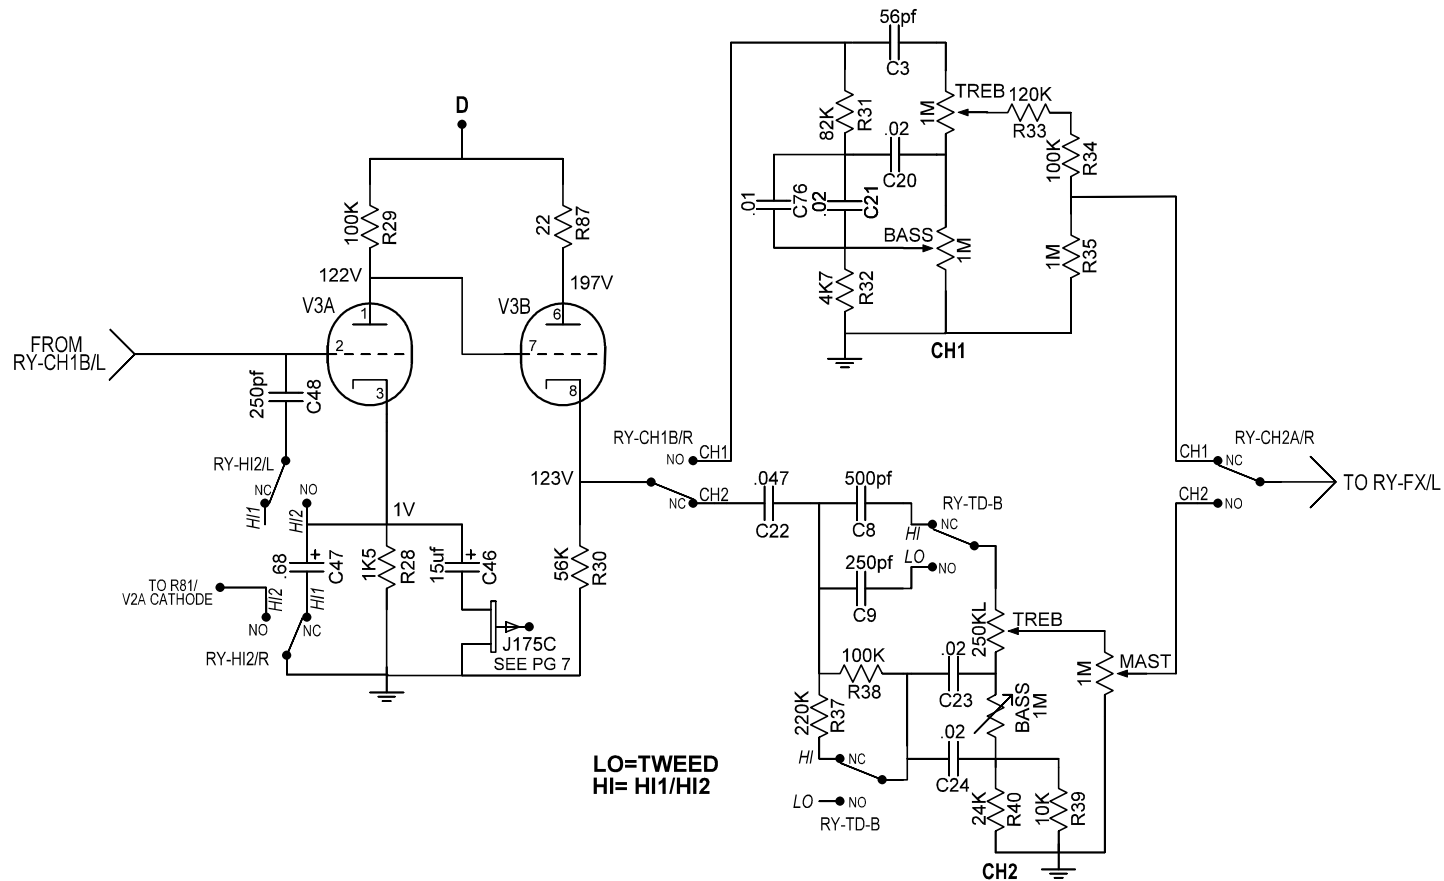 56pf
C3
TREB
1M
120K
R33
82K
R31
.02
C20
100K
R34
D
.01
C76
.02
C21
100K
R29
22
R87
BASS
1M
1M
R35
122V
197V
4K7
R32
V3A
V3B
1
6
FROM
RY-CH1B/L
2
7
CH1
3
8
250pf
C48
RY-CH1B/R
CH1
NO
CH1
RY-CH2A/R
NC
RY-HI2/L
123V
.047
500pf
TO RY-FX/L
NC
NO
HI1
HI2
1V
CH2
NC
C22
C8
RY-TD-B
CH2
NO
HI
NC
.68
C47
1K5
R28
15uf
C46
56K
R30
250pf
LO
NO
C9
TO R81/
V2A CATHODE
HI2
HI1
NO
NC
J175C
SEE PG 7
RY-HI2/R
250KL
TREB
100K
R38
.02
C23
1M
MAST
220K
R37
BASS
1M
HI
NC
.02
C24
LO=TWEED
HI= HI1/HI2
LO
NO
RY-TD-B
24K
R40
10K
R39
CH2
+
+